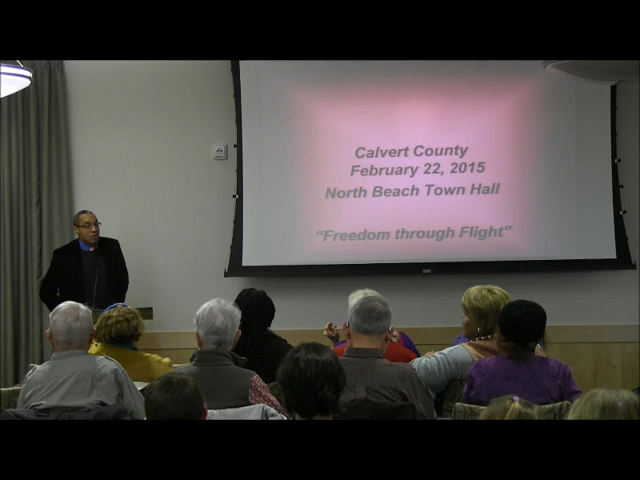 Calvert County
February 22, 2015
North Beach Town Hall
“Freedom through Flight”